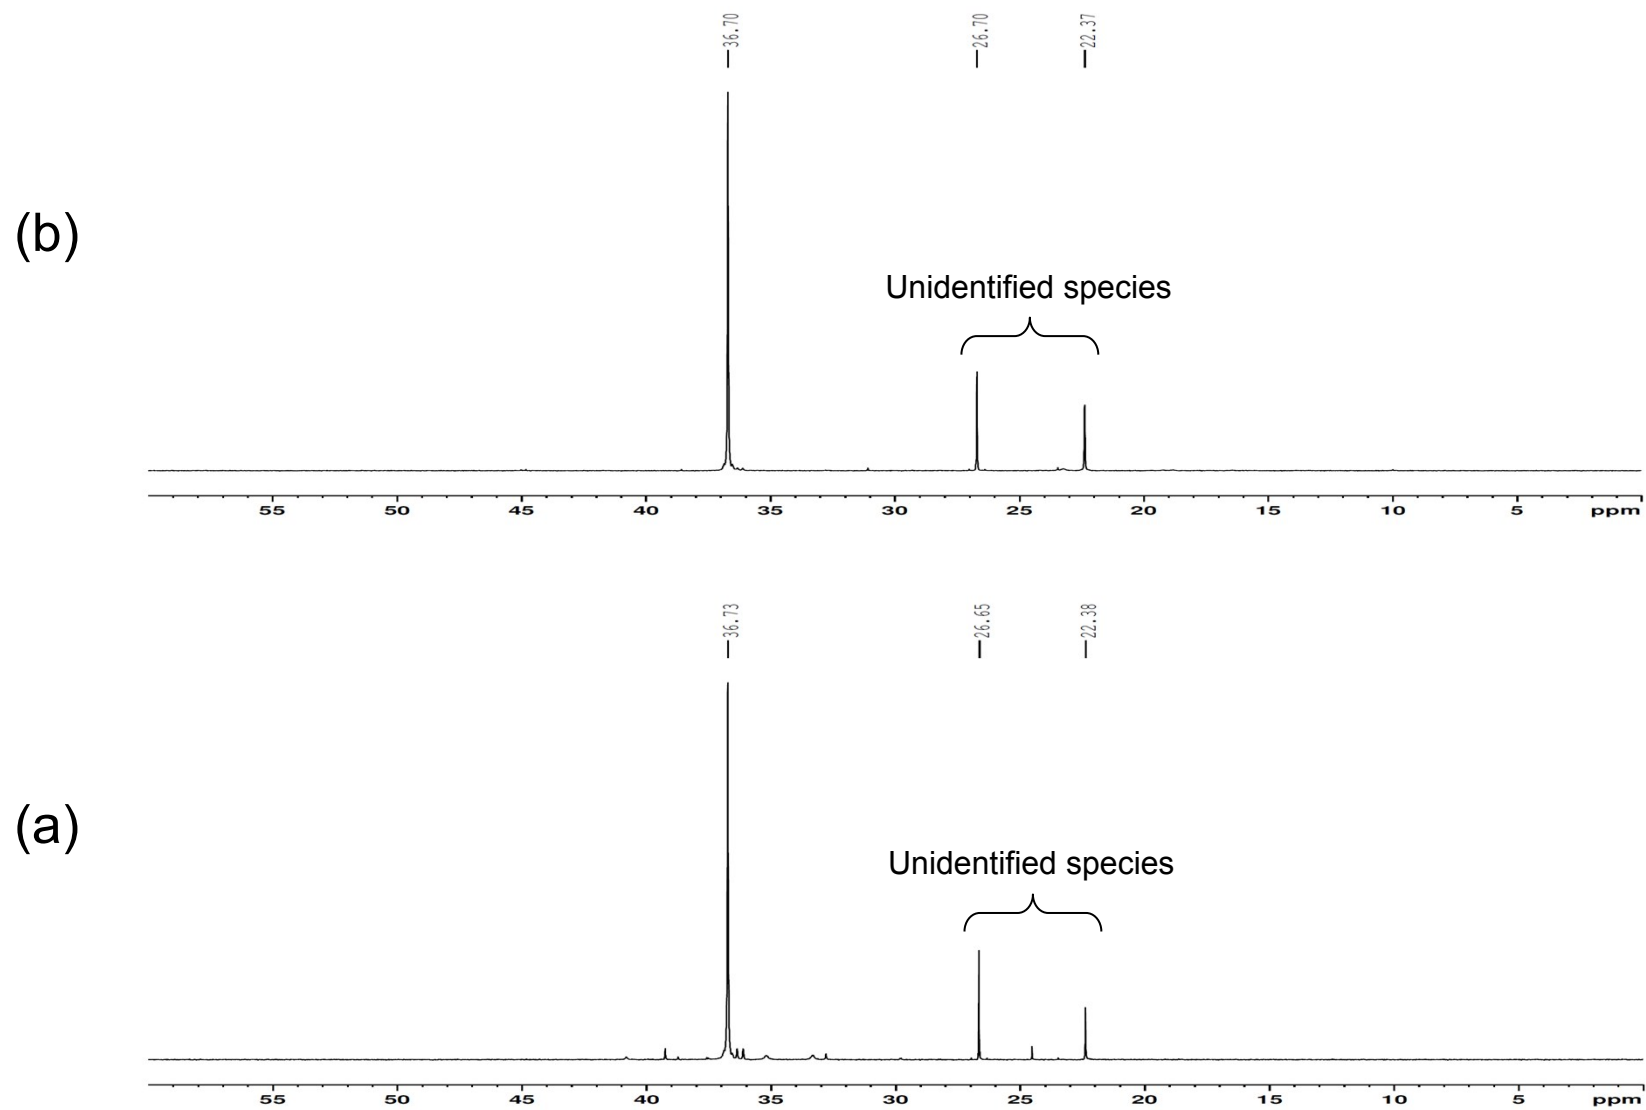 36.70
26.70
22.37
(b)
Unidentified species
55 50 45 40 35 30 25 20 15 10 5 ppm
36.73
26.65
22.38
(a)
Unidentified species
55 50 45 40 35 30 25 20 15 10 5 ppm